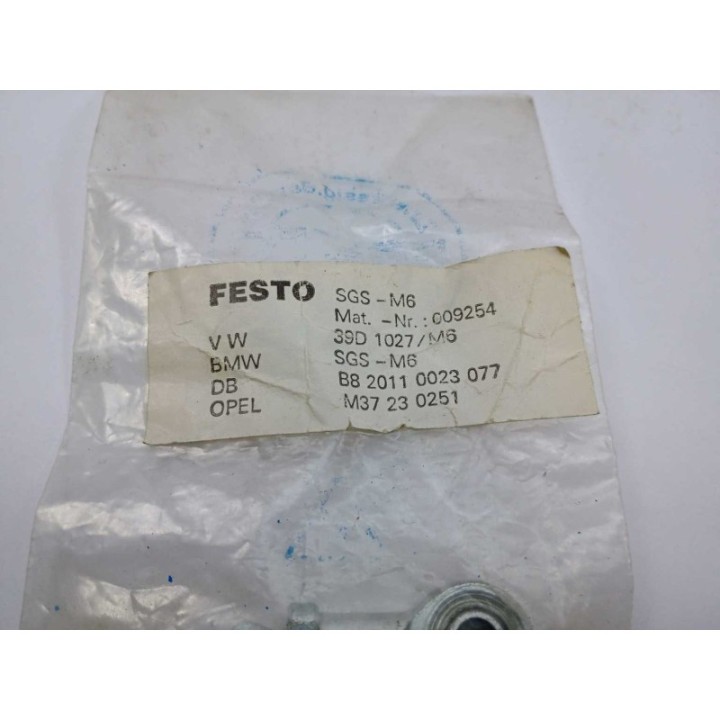 FESTO SGS-M6
Mat.-Nr.: 009254
VW 39D 1027/M6
BMW SGS-M6
DB B8 2011 0023 077
OPEL M37 23 0251